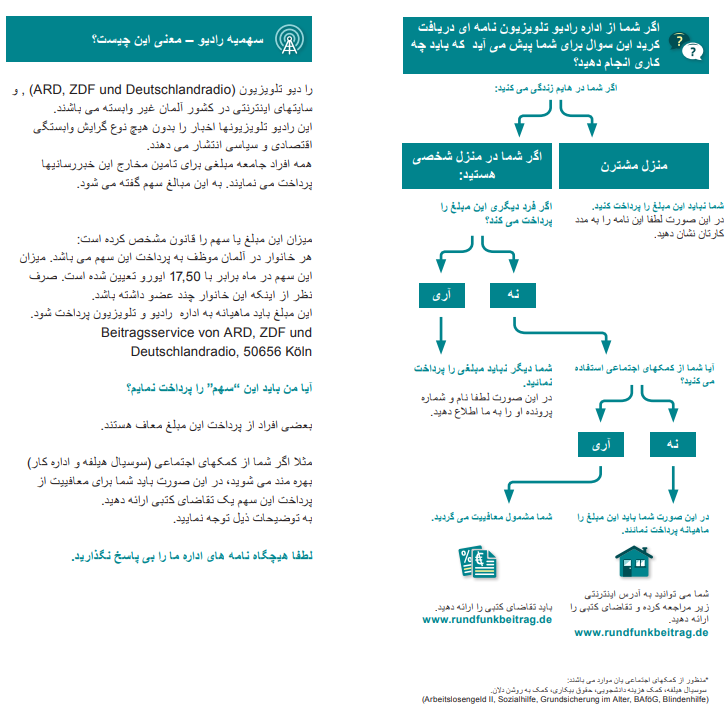 اگر شما از اداره رادیو تلویزیون نامه ای دریافت
کرید این سوال برای شما پیش می آید  که باید چه
کاری انجام دهید؟
اگر شما در هایم زندگی می کنید:
منزل مشترن
شما نباید این مبلغ را پرداخت کنید.
در این صورت لطفا این نامه را به مدد
کارتان نشان دهید.
اگر شما در منزل شخصی
هستید:
اگر فرد دیگری این مبلغ را
پرداخت می کند؟
نه
آری
شما دیگر نباید مبلغی را پرداخت
نمانید.
در این صورت لطفا نام و شماره
پرونده او را به ما اطلاع دهید.
آیا شما از کمکهای اجتماعی استفاده
می کنید؟
نه
آری
در این صورت شما باید این مبلغ را
ماهیانه پرداخت نمانند.
شما می توانید به آدرس اینترنتی
زیر مراجعه کرده و تقاضای کتبی را
ارائه دهید.
www.rundfunkbeitrag.de
شما مشمول معافییت می گردید.
باید تقاضای کتبی را ارائه دهید.
www.rundfunkbeitrag.de
*منظور از کمکهای اجتماعی یان موارد می باشند:
سوسیال هیلفه، کمک هزینه دانشجویی، حقوق بیکاری، کمک به روشن دلان.
(Arbeitslosengeld II, Sozialhilfe, Grundsicherung im Alter, BAföG, Blindenhilfe)
سهمیه رادیو – معنی این چیست؟
را دیو تلویزیون (ARD, ZDF und Deutschlandradio) , و
سایتهای اینترنتی در کشور آلمان غیر وابسته می باشند.
این رادیو تلویزیونها اخبار را بدون هیچ نوع گرایش وابستگی
اقتصادی و سیاسی انتشار می دهند.
همه افراد جامعه مبلغی برای تامین مخارج این خبررسانیها
پرداخت می نمایند. به این مبالغ سهم گفته می شود.
میزان این مبلغ یا سهم را قانون مشخص کرده است:
هر خانوار در آلمان موظف به پرداخت این سهم می باشد. میزان
این سهم در ماه برابر با 17,50 ایورو تعیین شده است. صرف
نظر از اینکه این خانوار چند عضو داشته باشد.
این مبلغ باید ماهیانه به اداره  رادیو و تلویزیون پرداخت شود.
Beitragsservice von ARD, ZDF und
Deutschlandradio, 50656 Köln
آیا من باید این “سهم” را پرداخت نمایم؟
بعضی افراد از پرداخت این مبلغ معاف هستند.
مثلا اگر شما از کمکهای اجتماعی (سوسیال هیلفه و اداره کار)
بهره مند می شوید، در این صورت باید شما برای معافییت از
پرداخت این سهم یک تقاضای کتبی ارائه دهید.
به توضیحات ذیل توجه نمایید.
لطفا هیچگاه نامه های اداره ما را بی پاسخ نگذارید.